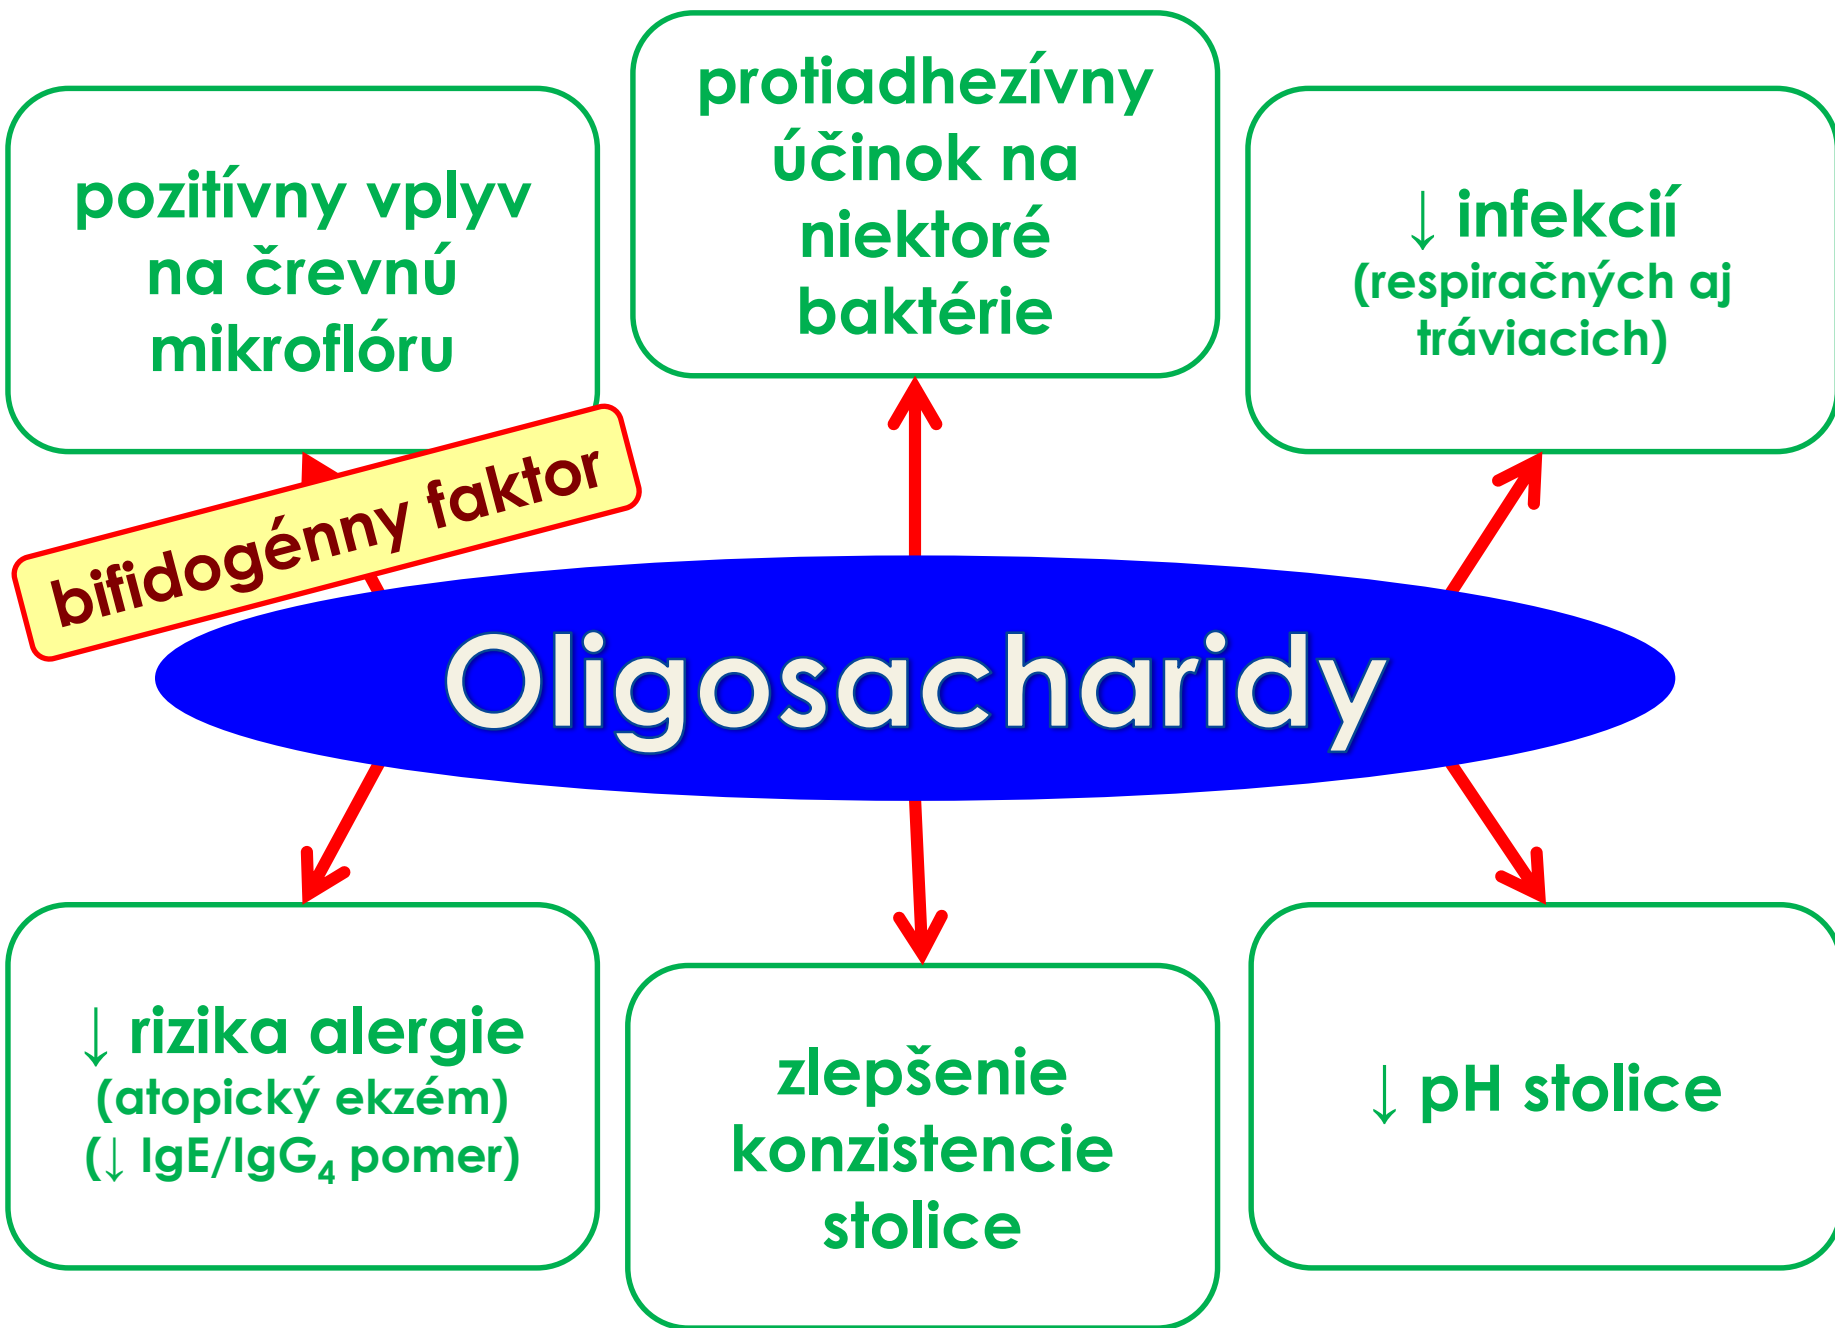 pozitívny vplyv
na črevnú
mikroflóru
protiadhezívny
účinok na
niektoré
baktérie
↓ infekcií
(respiračných aj
tráviacich)
bifidogénny faktor
Oligosacharidy
↓ rizika alergie
(atopický ekzém)
(↓ IgE/IgG₄ pomer)
zlepšenie
konzistencie
stolice
↓ pH stolice